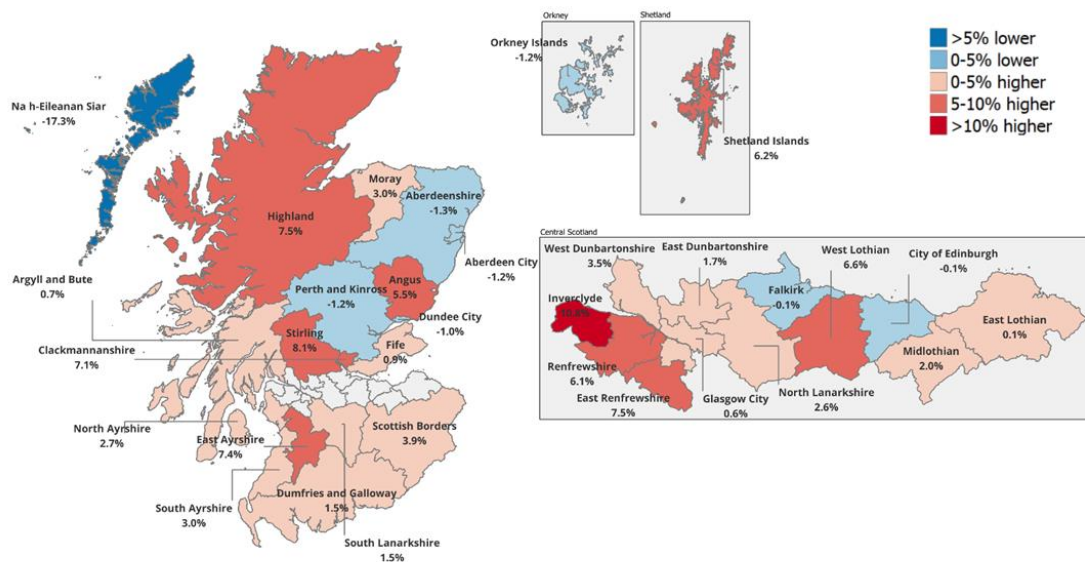 Orkney
Orkney Islands
-1.2%
Shetland
Shetland Islands
6.2%
>5% lower
0-5% lower
0-5% higher
5-10% higher
>10% higher
Na h-Eileanan Siar
-17.3%
Highland
7.5%
Moray
3.0%
Aberdeenshire
-1.3%
Aberdeen City
-1.2%
Argyll and Bute
0.7%
Perth and Kinross
-1.2%
Angus
5.5%
Dundee City
-1.0%
Stirling
8.1%
Fife
0.9%
Clackmannanshire
7.1%
North Ayrshire
2.7%
East Ayrshire
7.4%
Scottish Borders
3.9%
South Ayrshire
3.0%
Dumfries and Galloway
1.5%
South Lanarkshire
1.5%
Central Scotland
West Dunbartonshire
3.5%
East Dunbartonshire
1.7%
West Lothian
6.6%
City of Edinburgh
-0.1%
Inverclyde
Falkirk
-0.1%
East Lothian
0.1%
Midlothian
2.0%
Renfrewshire
6.1%
East Renfrewshire
7.5%
Glasgow City
0.6%
North Lanarkshire
2.6%